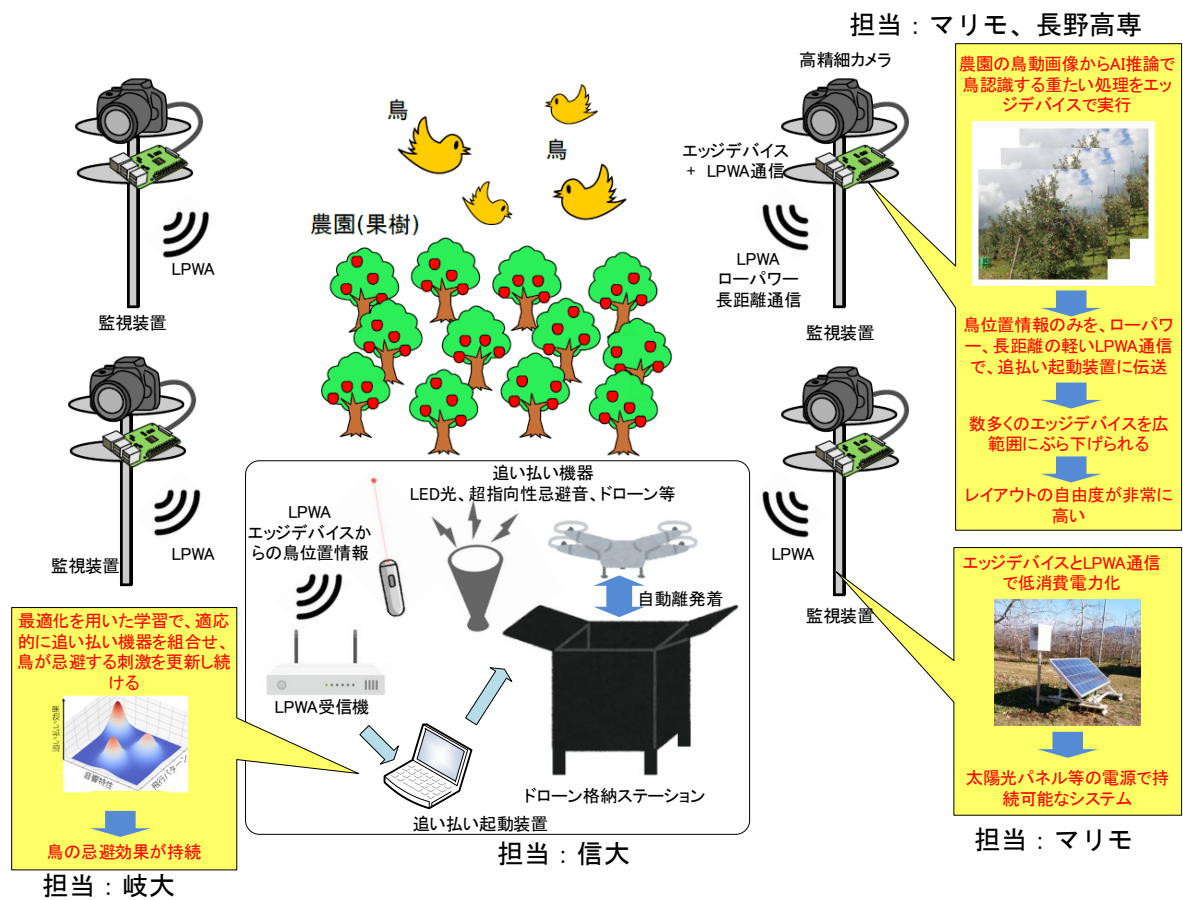 担当：マリモ、長野高専
高精細カメラ
農園の鳥動画像からAI推論で
鳥認識する重たい処理をエッ
ジデバイスで実行
鳥
鳥
エッジデバイス
+ LPWA通信
農園(果樹)
LPWA
LPWA
ローパワー
長距離通信
監視装置
監視装置
鳥位置情報のみを、ローパワ
ー、長距離の軽いLPWA通信
で、追払い起動装置に伝送
数多くのエッジデバイスを広
範囲にぶら下げられる
レイアウトの自由度が非常に
高い
追い払い機器
LED光、超指向性忌避音、ドローン等
LPWA
エッジデバイスか
らの鳥位置情報
LPWA
監視装置
LPWA
監視装置
自動離発着
LPWA受信機
ドローン格納ステーション
追い払い起動装置
担当：信大
最適化を用いた学習で、適応
的に追い払い機器を組合せ、
鳥が忌避する刺激を更新し続
ける
追い払い効果
音響特性
飛行パターン
鳥の忌避効果が持続
担当：岐大
エッジデバイスとLPWA通信
で低消費電力化
太陽光パネル等の電源で持
続可能なシステム
担当：マリモ